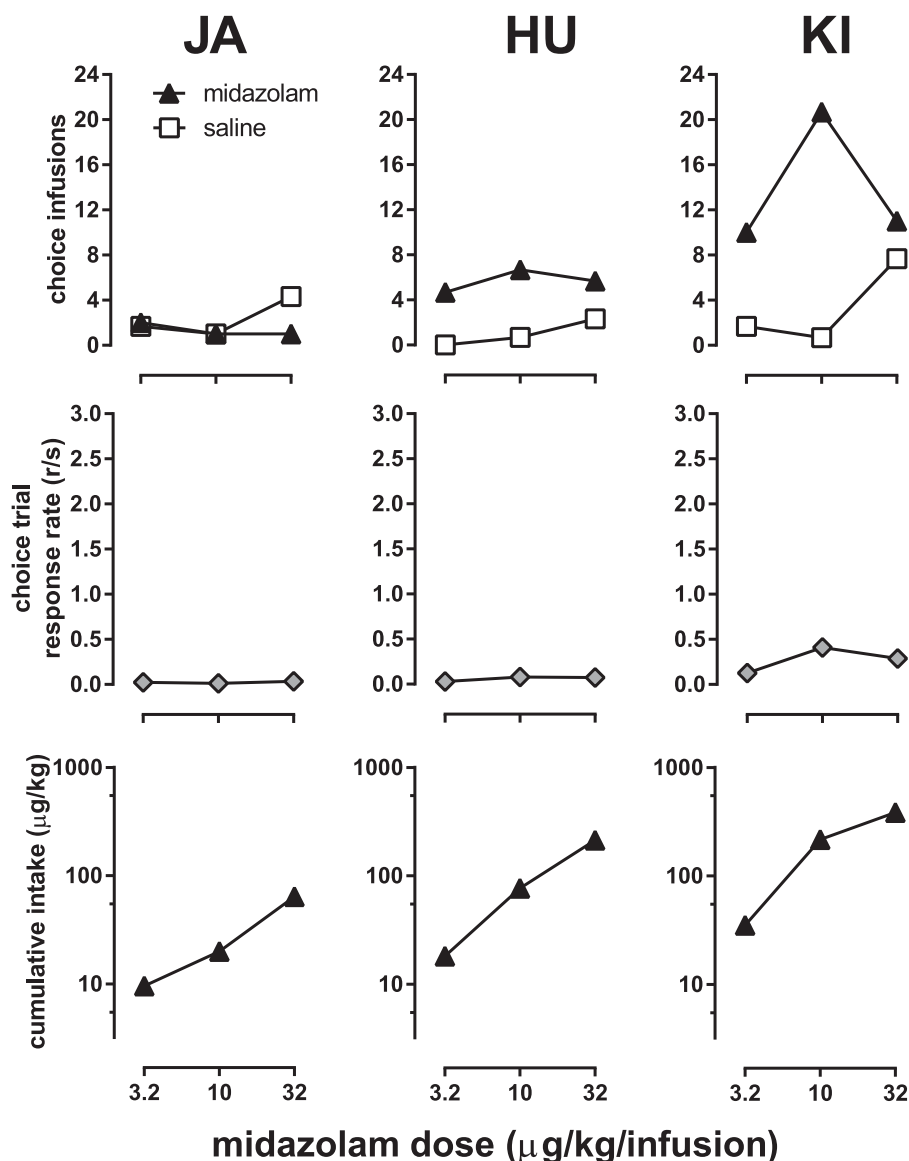 JA HU KI
midazolam
saline
choice infusions
24 24 24
20 20 20
16 16 16
12 12 12
8 8 8
4 4 4
0 0 0
choice trial
response rate (r/s)
3.0 3.0 3.0
2.5 2.5 2.5
2.0 2.0 2.0
1.5 1.5 1.5
1.0 1.0 1.0
0.5 0.5 0.5
0.0 0.0 0.0
cumulative intake (μg/kg)
1000 1000 1000
100 100 100
10 10 10
3.2 10 32 3.2 10 32 3.2 10 32
midazolam dose (μg/kg/infusion)